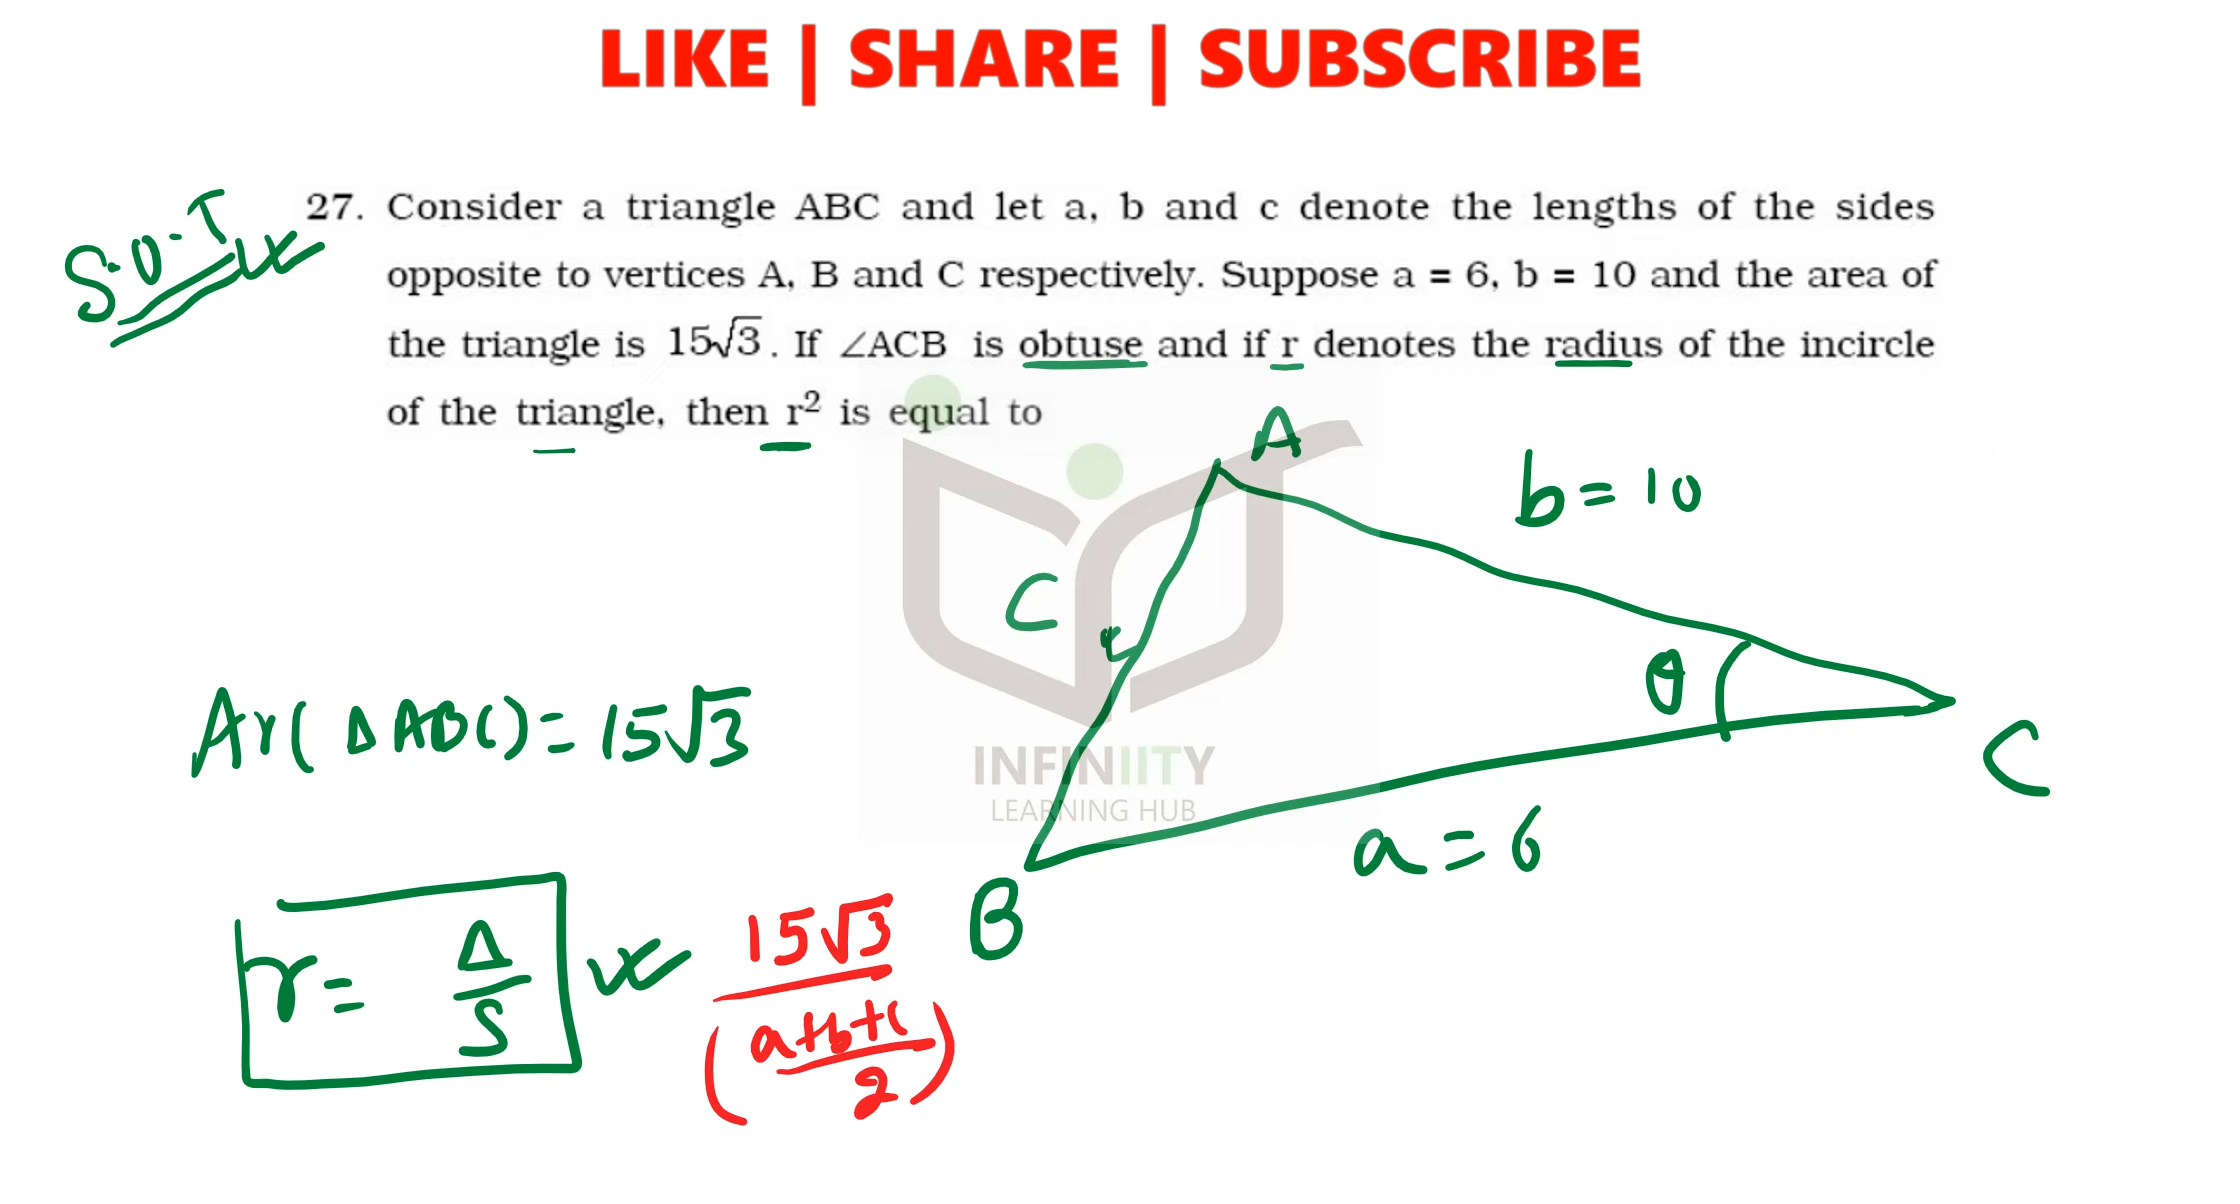 LIKE | SHARE | SUBSCRIBE
S.O.T
27. Consider a triangle ABC and let a, b and c denote the lengths of the sides
opposite to vertices A, B and C respectively. Suppose a = 6, b = 10 and the area of
the triangle is 15√3. If ∠ACB is obtuse and if r denotes the radius of the incircle
of the triangle, then r² is equal to
A
b = 10
C
θ
Ar(ΔABC) = 15√3
INFINIITY
LEARNING HUB
C
a = 6
B
r = Δ/S
15√3
(a+b+c/2)